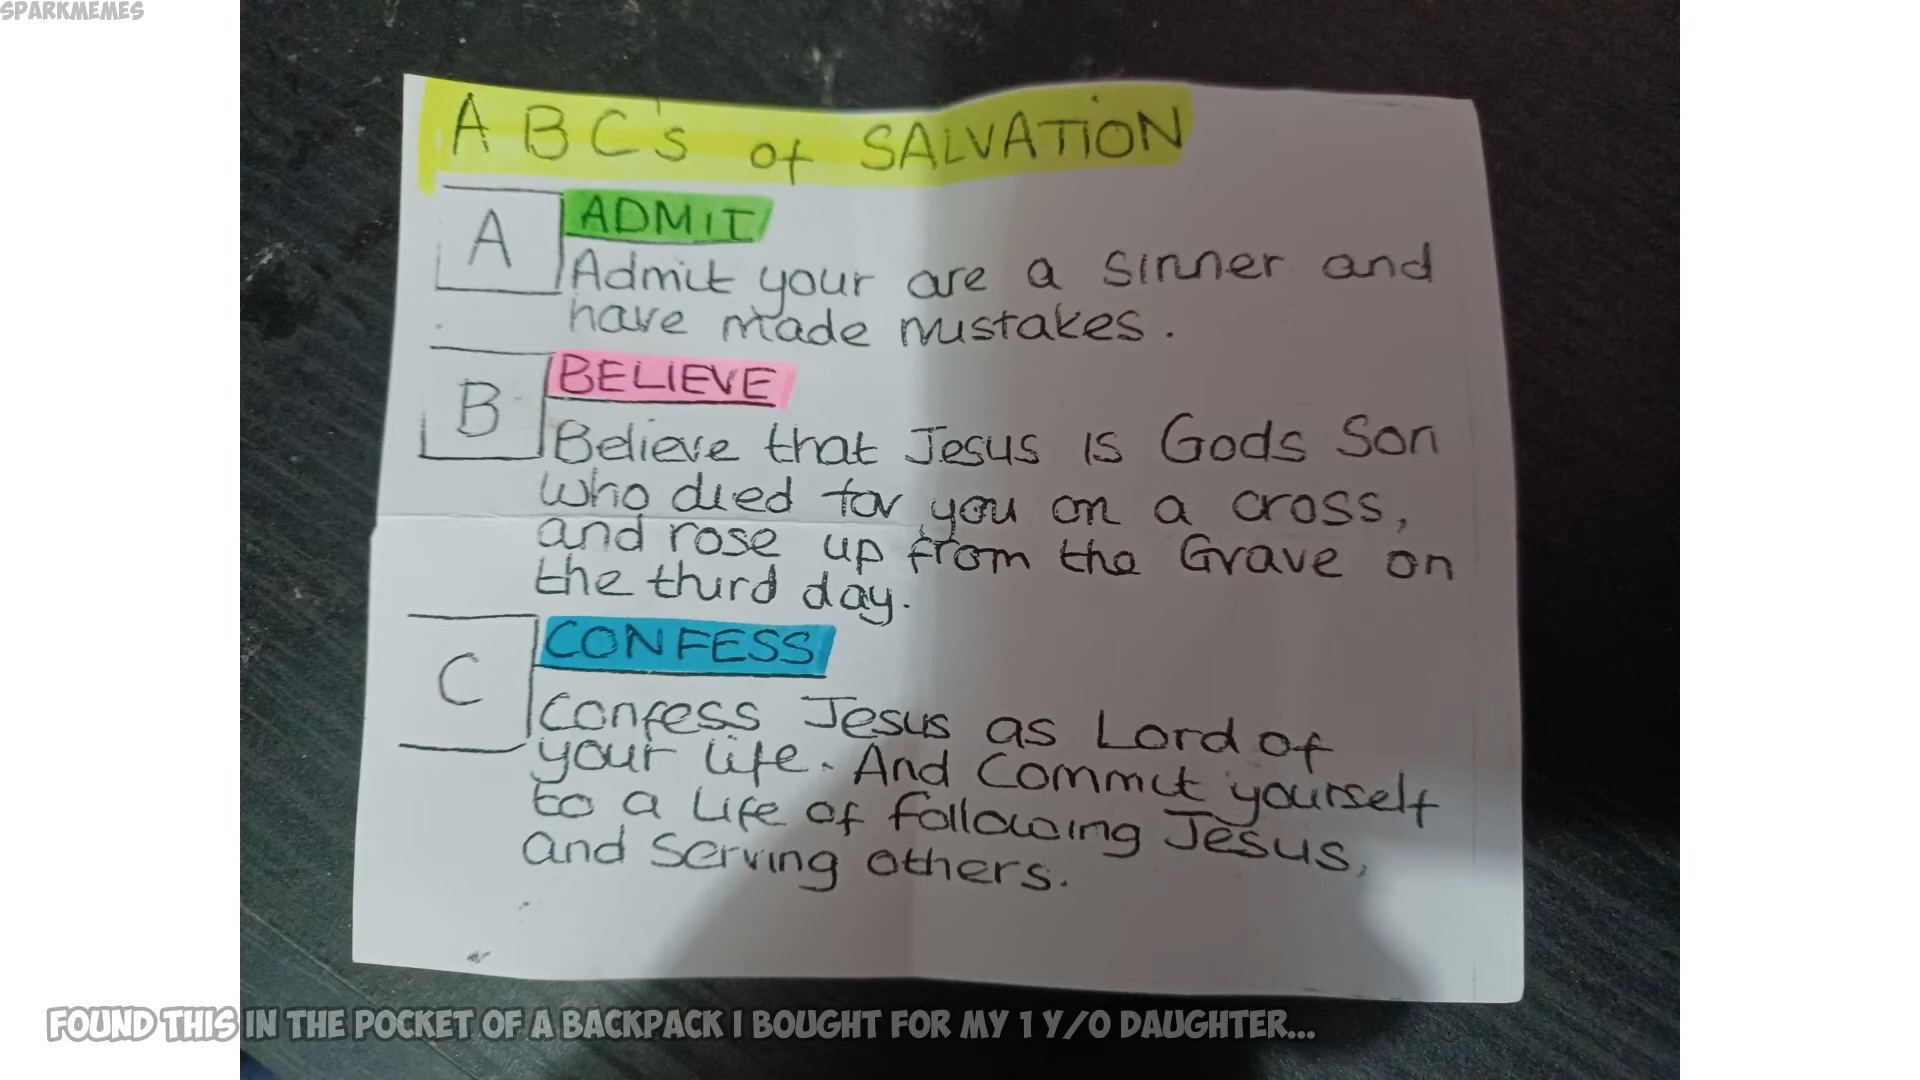 SPARKMEMES
ABC's of SALVATION
A ADMIT
Admit your are a sinner and
have made mistakes.
B BELIEVE
Believe that Jesus is Gods Son
who died for you on a cross,
and rose up from the Grave on
the third day.
C CONFESS
Confess Jesus as Lord of
your life. And Commit yourself
to a Life of following Jesus,
and Serving others.
FOUND THIS IN THE POCKET OF A BACKPACK I BOUGHT FOR MY 1 Y/O DAUGHTER...